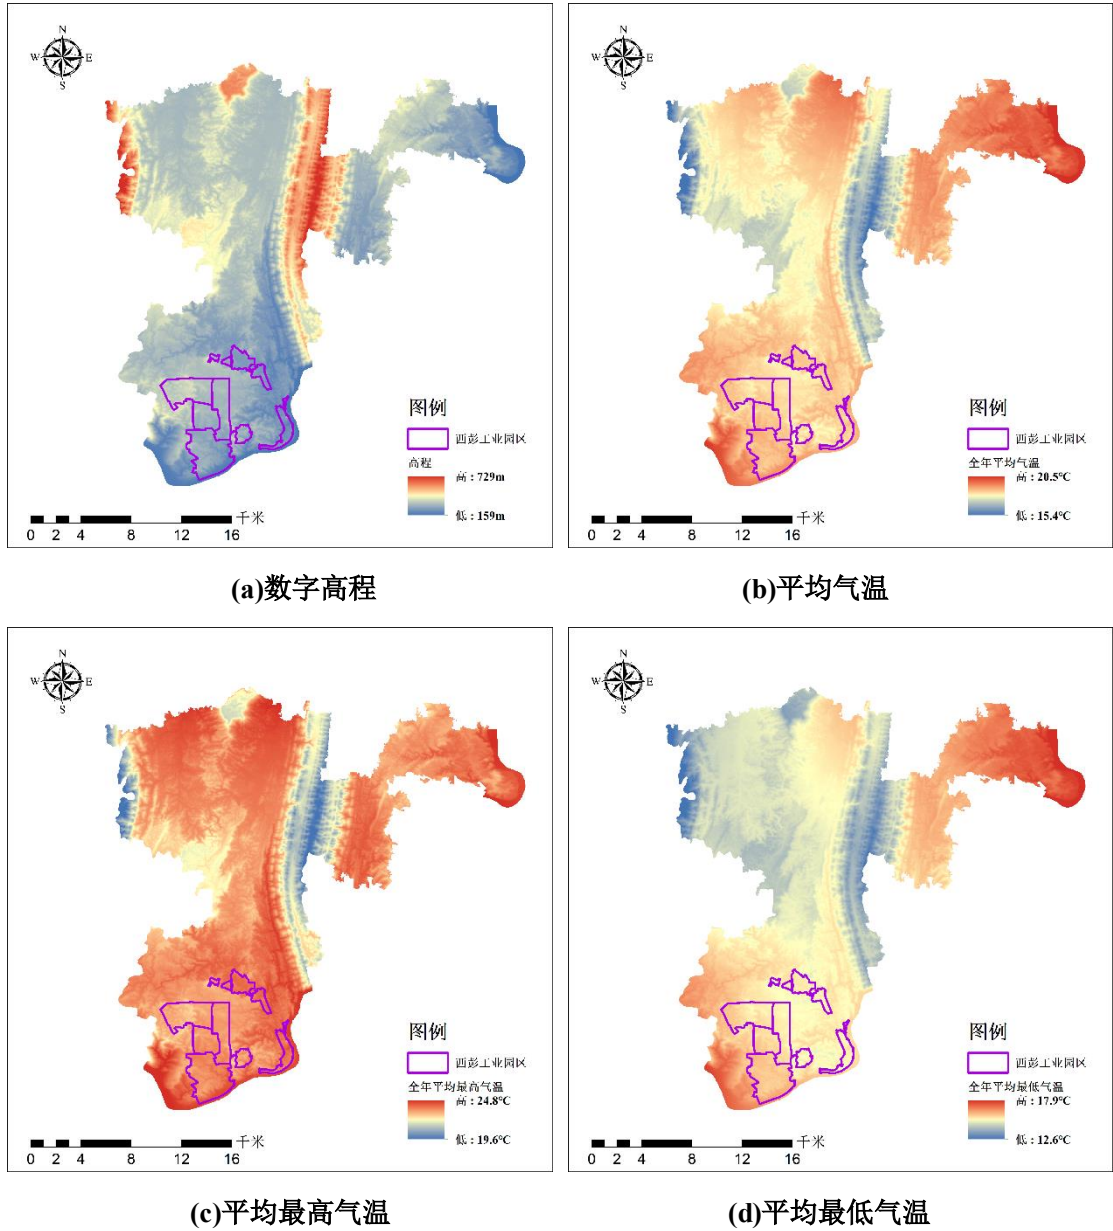 N
W E
S
图例
西彭工业园区
高程
高：729m
低：159m
千米
0 2 4 8 12 16
(a)数字高程
N
W E
S
图例
西彭工业园区
全年平均气温
高：20.5℃
低：15.4℃
千米
0 2 4 8 12 16
(b)平均气温
N
W E
S
图例
西彭工业园区
全年平均最高气温
高：24.8℃
低：19.6℃
千米
0 2 4 8 12 16
(c)平均最高气温
N
W E
S
图例
西彭工业园区
全年平均最低气温
高：17.9℃
低：12.6℃
千米
0 2 4 8 12 16
(d)平均最低气温